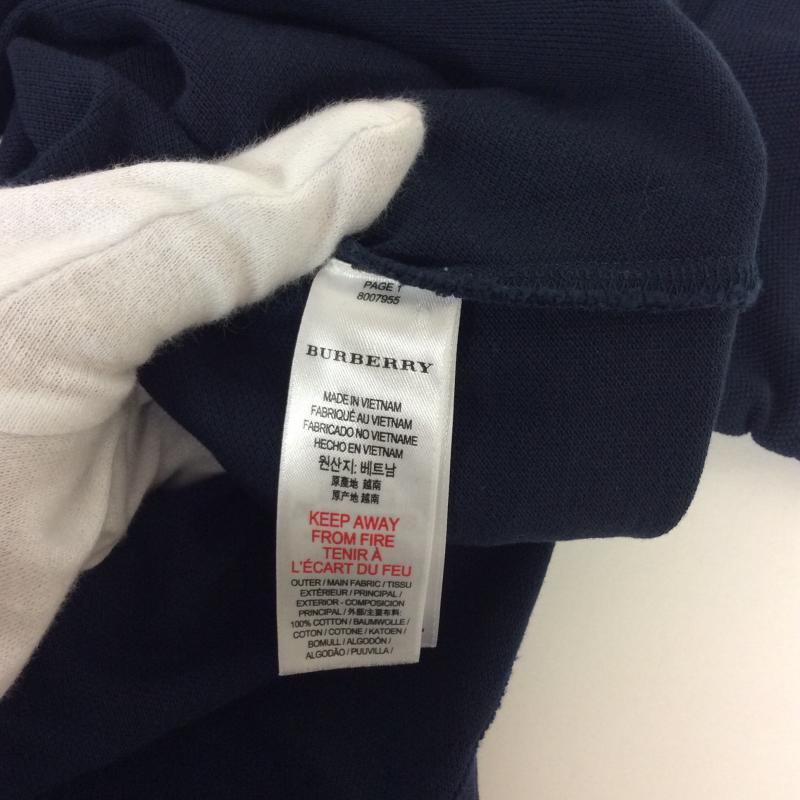 PAGE 1
8007955
BURBERRY
MADE IN VIETNAM
FABRIQUÉ AU VIETNAM
FABRICADO NO VIETNAME
HECHO EN VIETNAM
원산지: 베트남
原產地 越南
原产地 越南
KEEP AWAY
FROM FIRE
TENIR À
L'ÉCART DU FEU
OUTER / MAIN FABRIC / TISSU
EXTÉRIEUR / PRINCIPAL /
EXTERIOR - COMPOSICION
PRINCIPAL / 外部/主要布料:
100% COTTON / BAUMWOLLE /
COTON / COTONE / KATOEN /
BOMULL / ALGODÓN /
ALGODÃO / PUUVILLA /